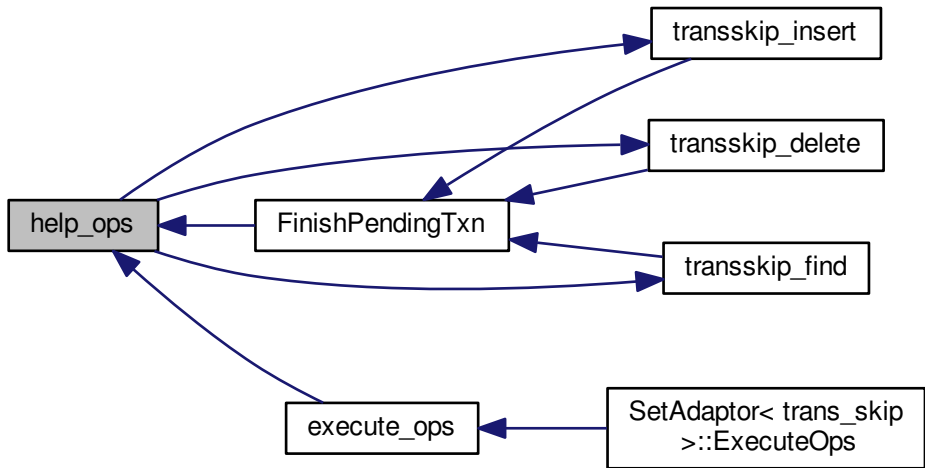 transskip_insert
transskip_delete
help_ops
FinishPendingTxn
transskip_find
execute_ops
SetAdaptor< trans_skip
>::ExecuteOps